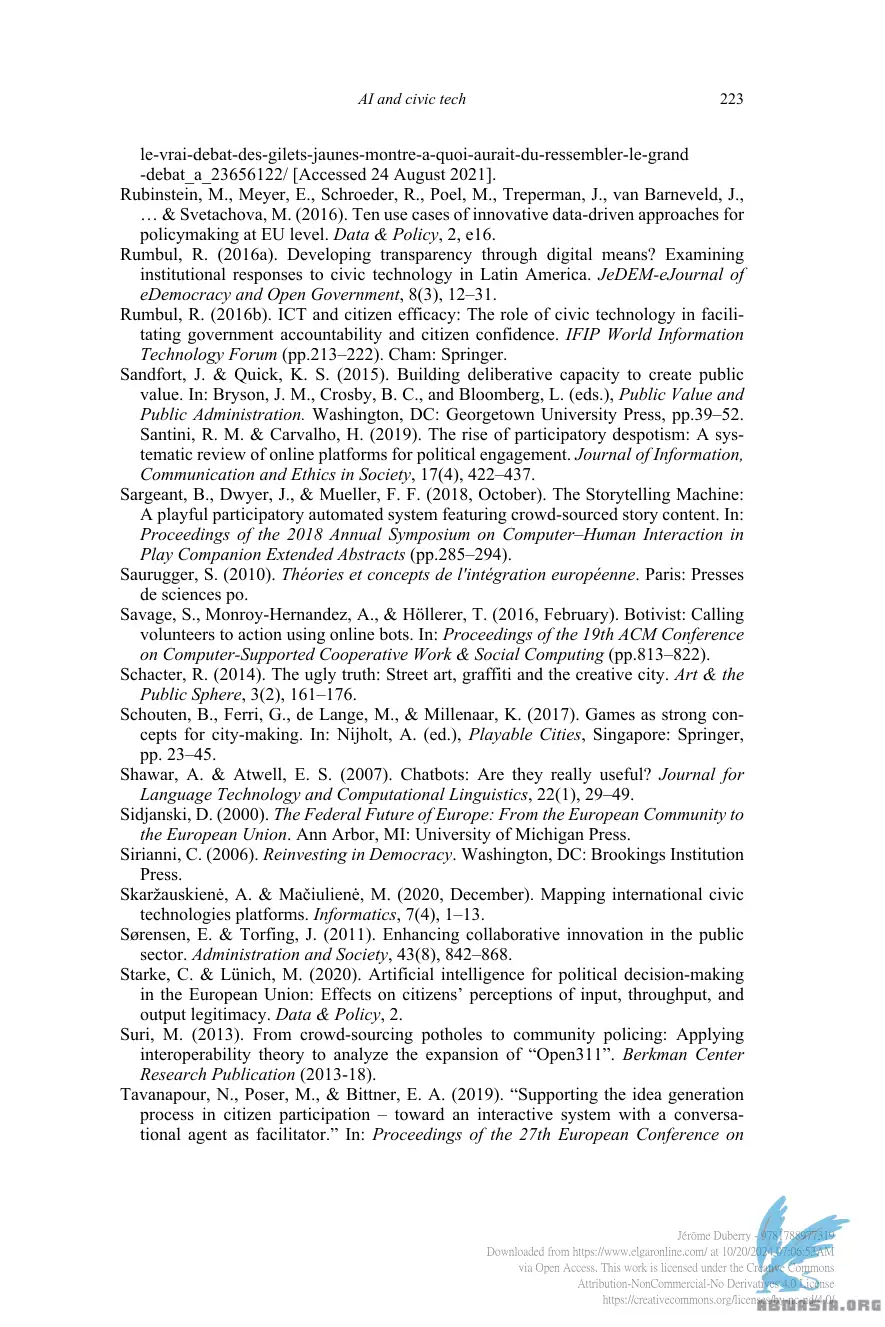 AI and civic tech 223
le-vrai-debat-des-gilets-jaunes-montre-a-quoi-aurait-du-ressembler-le-grand
-debat_a_23656122/ [Accessed 24 August 2021].
Rubinstein, M., Meyer, E., Schroeder, R., Poel, M., Treperman, J., van Barneveld, J.,
… & Svetachova, M. (2016). Ten use cases of innovative data-driven approaches for
policymaking at EU level. Data & Policy, 2, e16.
Rumbul, R. (2016a). Developing transparency through digital means? Examining
institutional responses to civic technology in Latin America. JeDEM-eJournal of
eDemocracy and Open Government, 8(3), 12–31.
Rumbul, R. (2016b). ICT and citizen efficacy: The role of civic technology in facili-
tating government accountability and citizen confidence. IFIP World Information
Technology Forum (pp.213–222). Cham: Springer.
Sandfort, J. & Quick, K. S. (2015). Building deliberative capacity to create public
value. In: Bryson, J. M., Crosby, B. C., and Bloomberg, L. (eds.), Public Value and
Public Administration. Washington, DC: Georgetown University Press, pp.39–52.
Santini, R. M. & Carvalho, H. (2019). The rise of participatory despotism: A sys-
tematic review of online platforms for political engagement. Journal of Information,
Communication and Ethics in Society, 17(4), 422–437.
Sargeant, B., Dwyer, J., & Mueller, F. F. (2018, October). The Storytelling Machine:
A playful participatory automated system featuring crowd-sourced story content. In:
Proceedings of the 2018 Annual Symposium on Computer–Human Interaction in
Play Companion Extended Abstracts (pp.285–294).
Saurugger, S. (2010). Théories et concepts de l'intégration européenne. Paris: Presses
de sciences po.
Savage, S., Monroy-Hernandez, A., & Höllerer, T. (2016, February). Botivist: Calling
volunteers to action using online bots. In: Proceedings of the 19th ACM Conference
on Computer-Supported Cooperative Work & Social Computing (pp.813–822).
Schacter, R. (2014). The ugly truth: Street art, graffiti and the creative city. Art & the
Public Sphere, 3(2), 161–176.
Schouten, B., Ferri, G., de Lange, M., & Millenaar, K. (2017). Games as strong con-
cepts for city-making. In: Nijholt, A. (ed.), Playable Cities, Singapore: Springer,
pp. 23–45.
Shawar, A. & Atwell, E. S. (2007). Chatbots: Are they really useful? Journal for
Language Technology and Computational Linguistics, 22(1), 29–49.
Sidjanski, D. (2000). The Federal Future of Europe: From the European Community to
the European Union. Ann Arbor, MI: University of Michigan Press.
Sirianni, C. (2006). Reinvesting in Democracy. Washington, DC: Brookings Institution
Press.
Skaržauskienė, A. & Mačiulienė, M. (2020, December). Mapping international civic
technologies platforms. Informatics, 7(4), 1–13.
Sørensen, E. & Torfing, J. (2011). Enhancing collaborative innovation in the public
sector. Administration and Society, 43(8), 842–868.
Starke, C. & Lünich, M. (2020). Artificial intelligence for political decision-making
in the European Union: Effects on citizens’ perceptions of input, throughput, and
output legitimacy. Data & Policy, 2.
Suri, M. (2013). From crowd-sourcing potholes to community policing: Applying
interoperability theory to analyze the expansion of “Open311”. Berkman Center
Research Publication (2013-18).
Tavanapour, N., Poser, M., & Bittner, E. A. (2019). “Supporting the idea generation
process in citizen participation – toward an interactive system with a conversa-
tional agent as facilitator.” In: Proceedings of the 27th European Conference on
Jérôme Duberry - 9781788977319
Downloaded from https://www.elgaronline.com/ at 10/20/2024 07:06:53AM
via Open Access. This work is licensed under the Creative Commons
Attribution-NonCommercial-No Derivatives 4.0 License
https://creativecommons.org/licenses/by-nc-nd/4.0/
ABTNASIA.ORG